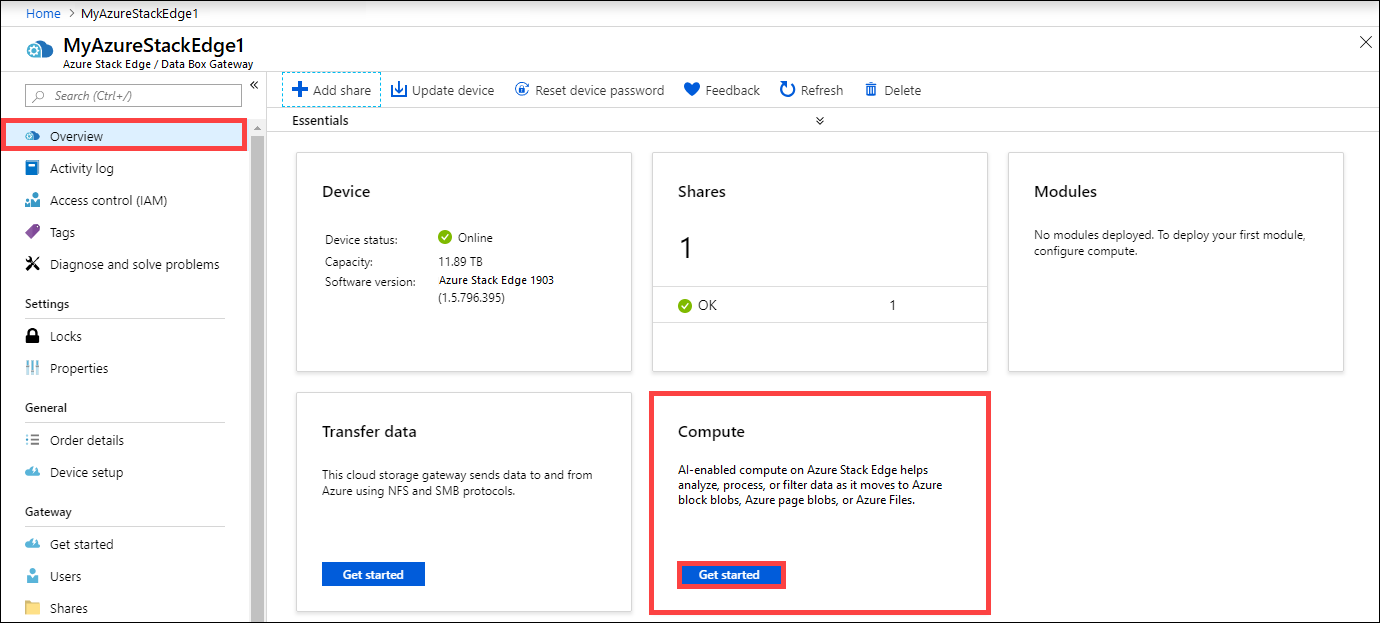 Home > MyAzureStackEdge1
MyAzureStackEdge1
Azure Stack Edge / Data Box Gateway
Search (Ctrl+/)
«
Overview
Activity log
Access control (IAM)
Tags
Diagnose and solve problems
Settings
Locks
Properties
General
Order details
Device setup
Gateway
Get started
Users
Shares
Add share
Update device
Reset device password
Feedback
Refresh
Delete
Essentials
Device
Device status: Online
Capacity: 11.89 TB
Software version: Azure Stack Edge 1903
(1.5.796.395)
Shares
1
OK 1
Modules
No modules deployed. To deploy your first module,
configure compute.
Transfer data
This cloud storage gateway sends data to and from
Azure using NFS and SMB protocols.
Get started
Compute
AI-enabled compute on Azure Stack Edge helps
analyze, process, or filter data as it moves to Azure
block blobs, Azure page blobs, or Azure Files.
Get started